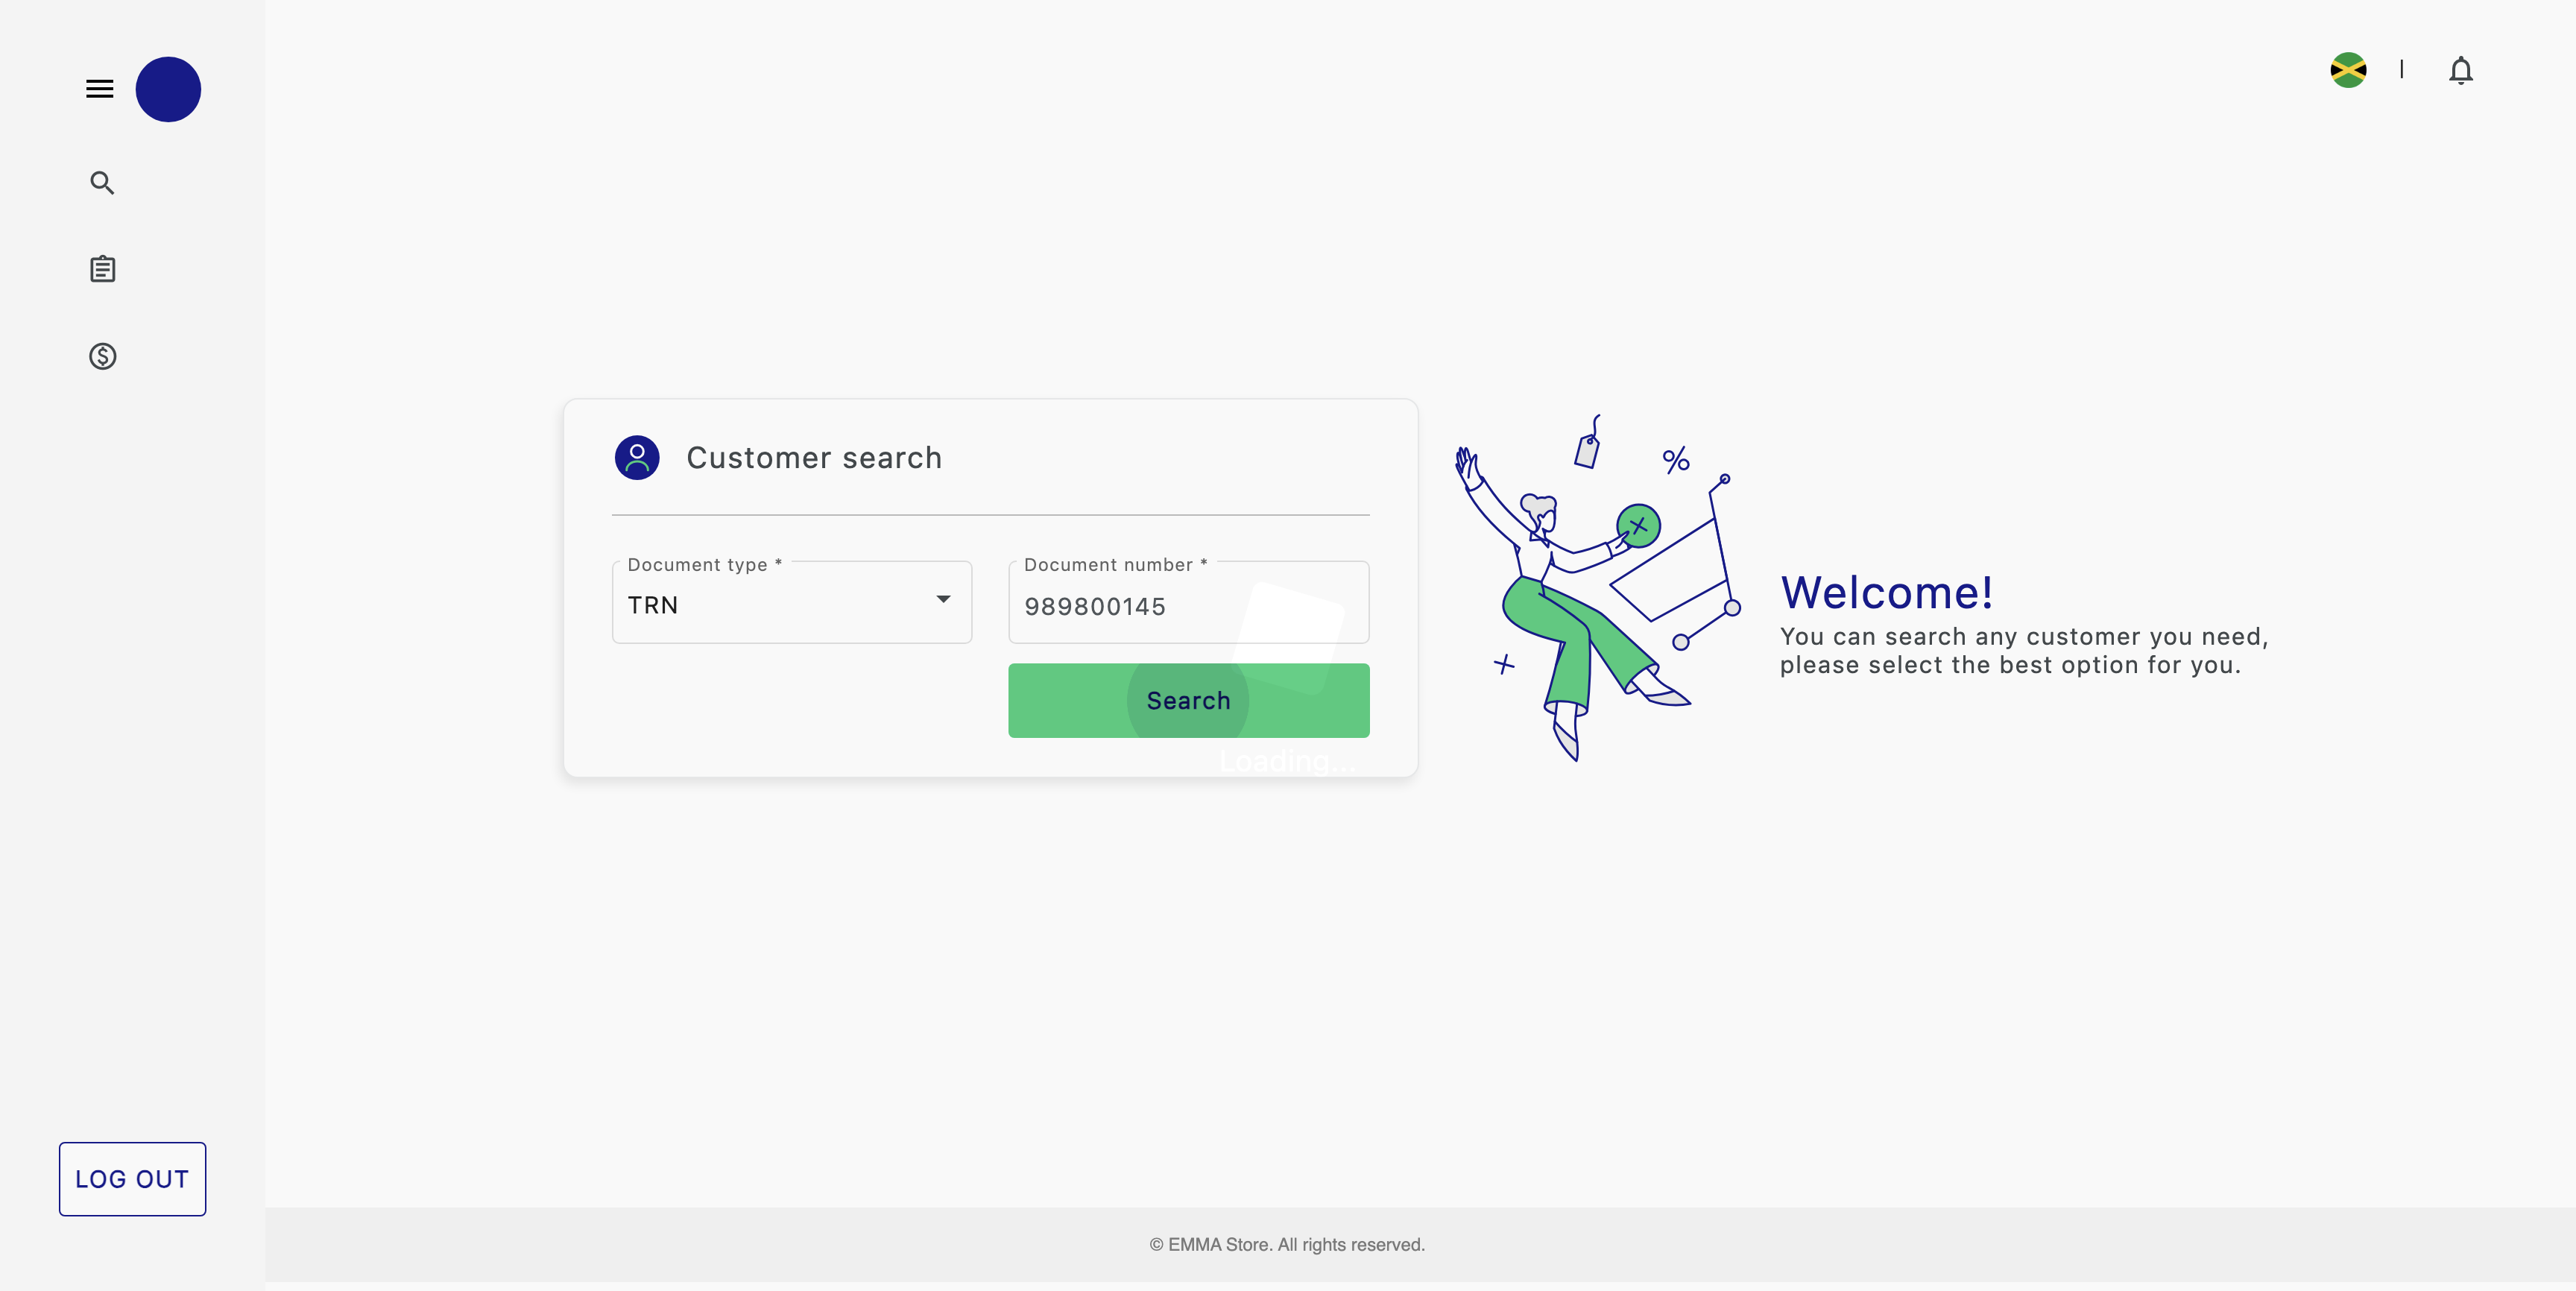 Customer search
Document type *
TRN
Document number *
989800145
Search
Loading...
Welcome!
You can search any customer you need,
please select the best option for you.
LOG OUT
© EMMA Store. All rights reserved.